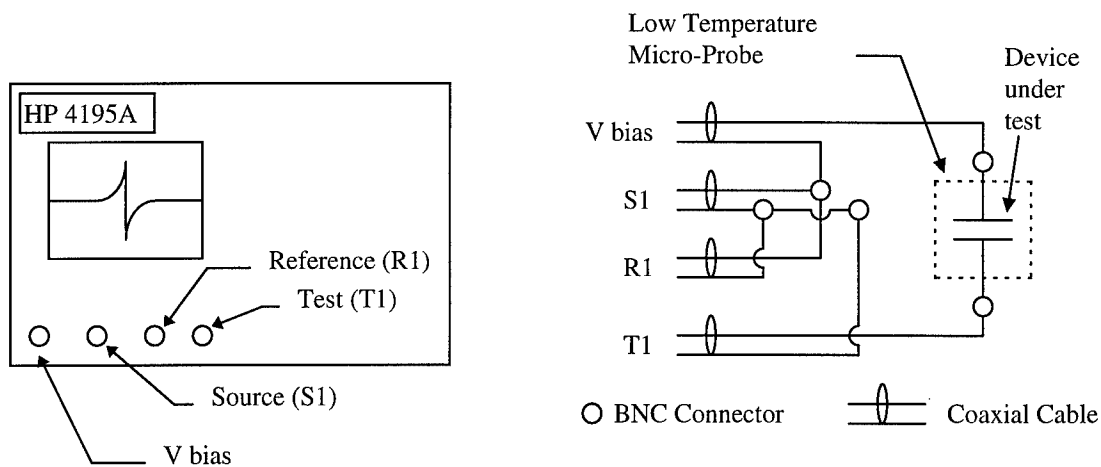 HP 4195A
Reference (R1)
Test (T1)
Source (S1)
V bias
Low Temperature
Micro-Probe
Device
under
test
V bias
S1
R1
T1
BNC Connector
Coaxial Cable